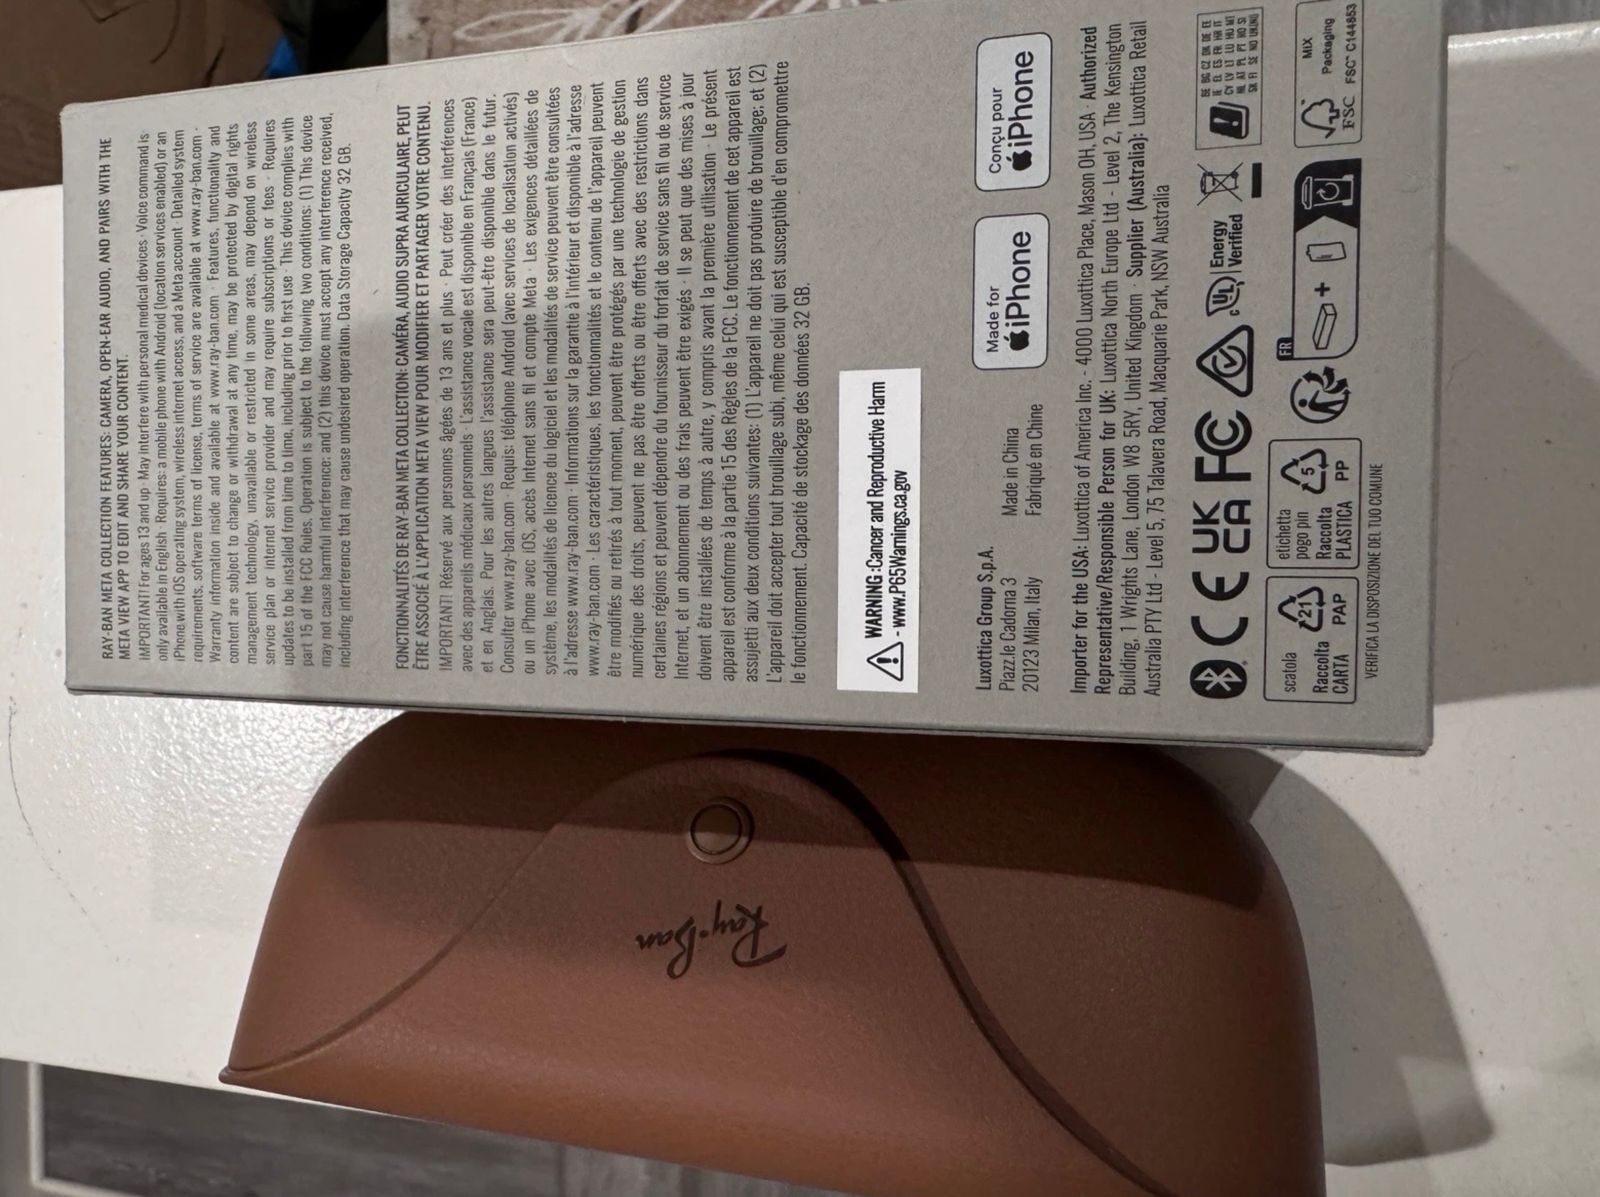 RAY-BAN META COLLECTION FEATURES: CAMERA, OPEN-EAR AUDIO, AND PAIRS WITH THE
META VIEW APP TO EDIT AND SHARE YOUR CONTENT.
IMPORTANT! For ages 13 and up · May interfere with personal medical devices · Voice command is
only available in English · Requires: a mobile phone with Android (location services enabled) or an
iPhone with iOS operating system, wireless internet access, and a Meta account · Detailed system
requirements, software terms of license, terms of service are available at www.ray-ban.com ·
Warranty information inside and available at www.ray-ban.com · Features, functionality and
content are subject to change or withdrawal at any time, may be protected by digital rights
management technology, unavailable or restricted in some areas, may depend on wireless
service plan or internet service provider and may require subscriptions or fees · Requires
updates to be installed from time to time, including prior to first use · This device complies with
part 15 of the FCC Rules. Operation is subject to the following two conditions: (1) This device
may not cause harmful interference; and (2) this device must accept any interference received,
including interference that may cause undesired operation. Data Storage Capacity 32 GB.
FONCTIONNALITÉS DE RAY-BAN META COLLECTION: CAMÉRA, AUDIO SUPRA AURICULAIRE, PEUT
ÊTRE ASSOCIÉ À L'APPLICATION META VIEW POUR MODIFIER ET PARTAGER VOTRE CONTENU.
IMPORTANT! Réservé aux personnes âgées de 13 ans et plus · Peut créer des interférences
avec des appareils médicaux personnels · L'assistance vocale est disponible en Français (France)
et en Anglais. Pour les autres langues l'assistance sera peut-être disponible dans le futur.
Consulter www.ray-ban.com · Requis: téléphone Android (avec services de localisation activés)
ou un iPhone avec iOS, accès Internet sans fil et compte Meta · Les exigences détaillées de
système, les modalités de licence du logiciel et les modalités de service peuvent être consultées
à l'adresse www.ray-ban.com · Informations sur la garantie à l'intérieur et disponible à l'adresse
www.ray-ban.com · Les caractéristiques, les fonctionnalités et le contenu de l'appareil peuvent
être modifiés ou retirés à tout moment, peuvent être protégés par une technologie de gestion
numérique des droits, peuvent ne pas être offerts ou être offerts avec des restrictions dans
certaines régions et peuvent dépendre du fournisseur du forfait de service sans fil ou de service
Internet, et un abonnement ou des frais peuvent être exigés · Il se peut que des mises à jour
doivent être installées de temps à autre, y compris avant la première utilisation · Le présent
appareil est conforme à la partie 15 des Règles de la FCC. Le fonctionnement de cet appareil est
assujetti aux deux conditions suivantes: (1) L'appareil ne doit pas produire de brouillage; et (2)
L'appareil doit accepter tout brouillage subi, même celui qui est susceptible d'en compromettre
le fonctionnement. Capacité de stockage des données 32 GB.
WARNING :Cancer and Reproductive Harm
- www.P65Warnings.ca.gov
Luxottica Group S.p.A.
Piazz.le Cadorna 3
20123 Milan, Italy
Made in China
Fabriqué en Chine
Made for
iPhone
Conçu pour
iPhone
Importer for the USA: Luxottica of America Inc. - 4000 Luxottica Place, Mason OH, USA · Authorized
Representative/Responsible Person for UK: Luxottica North Europe Ltd - Level 2, The Kensington
Building, 1 Wrights Lane, London W8 5RY, United Kingdom · Supplier (Australia): Luxottica Retail
Australia PTY Ltd - Level 5, 75 Talavera Road, Macquarie Park, NSW Australia
CE
UK
CA
FC
c UL
Energy
Verified
scatola
21
Raccolta PAP
CARTA
etichetta
pogo pin
5
Raccolta PP
PLASTICA
FR
+
MIX
Packaging
FSC
FSC™ C144853
VERIFICA LA DISPOSIZIONE DEL TUO COMUNE
Ray-Ban